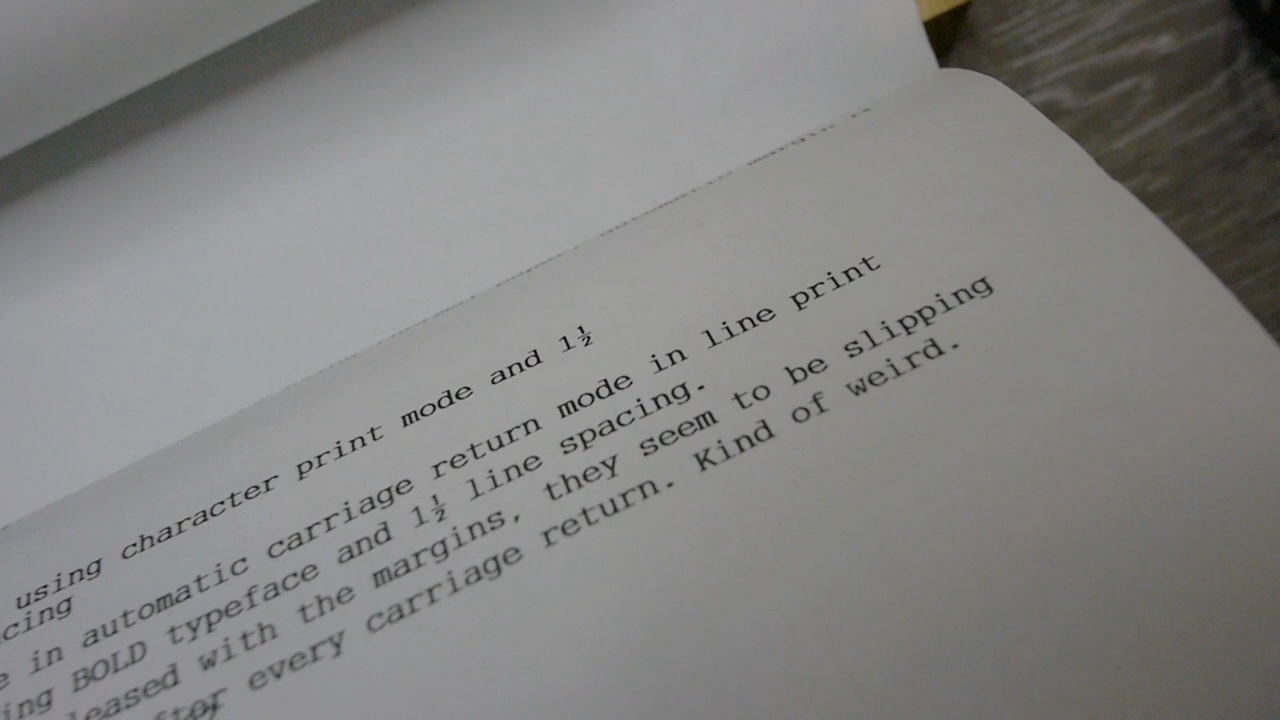 margin
using character print mode and 1½
cing
e in automatic carriage return mode in line print
ing BOLD typeface and 1½ line spacing.
leased with the margins, they seem to be slipping
after every carriage return. Kind of weird.